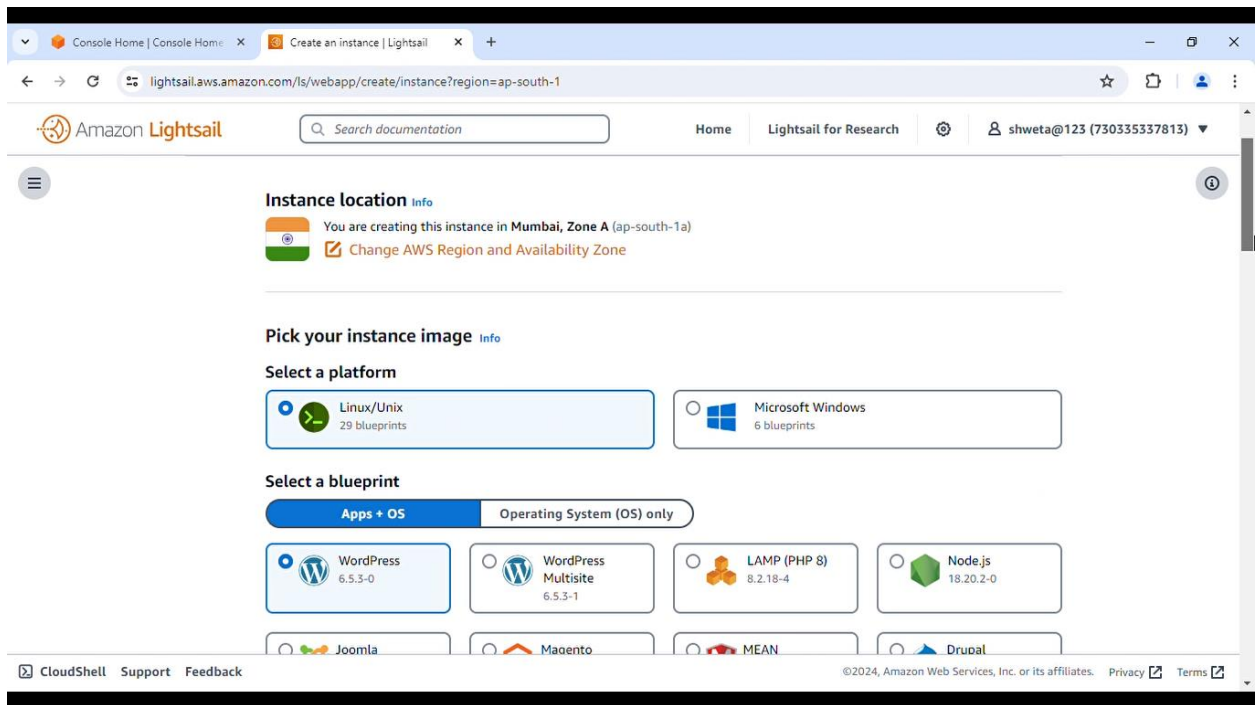 Console Home | Console Home
Create an instance | Lightsail
lightsail.aws.amazon.com/ls/webapp/create/instance?region=ap-south-1
Amazon Lightsail
Search documentation
Home
Lightsail for Research
shweta@123 (730335337813)
Instance location Info
You are creating this instance in Mumbai, Zone A (ap-south-1a)
Change AWS Region and Availability Zone
Pick your instance image Info
Select a platform
Linux/Unix
29 blueprints
Microsoft Windows
6 blueprints
Select a blueprint
Apps + OS
Operating System (OS) only
WordPress
6.5.3-0
WordPress
Multisite
6.5.3-1
LAMP (PHP 8)
8.2.18-4
Node.js
18.20.2-0
Joomla
Magento
MEAN
Drupal
CloudShell Support Feedback
©2024, Amazon Web Services, Inc. or its affiliates. Privacy Terms